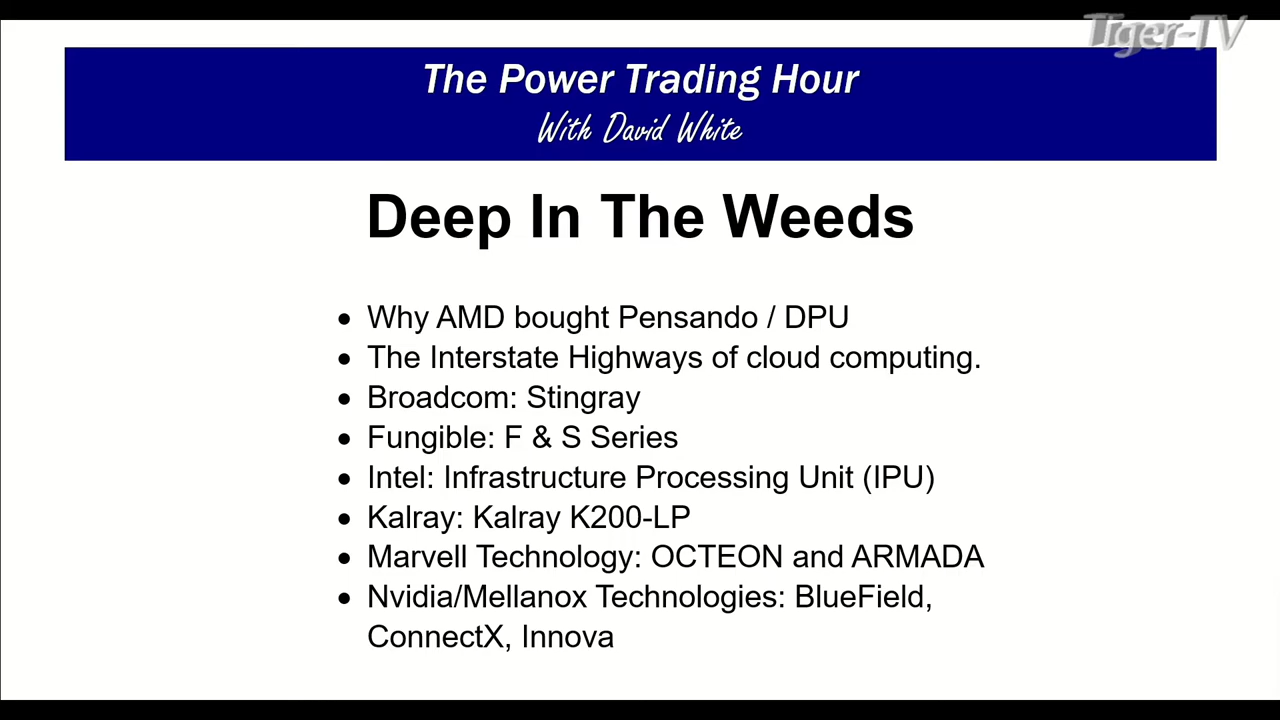 Tiger-TV
The Power Trading Hour
With David White
Deep In The Weeds
• Why AMD bought Pensando / DPU
• The Interstate Highways of cloud computing.
• Broadcom: Stingray
• Fungible: F & S Series
• Intel: Infrastructure Processing Unit (IPU)
• Kalray: Kalray K200-LP
• Marvell Technology: OCTEON and ARMADA
• Nvidia/Mellanox Technologies: BlueField,
ConnectX, Innova